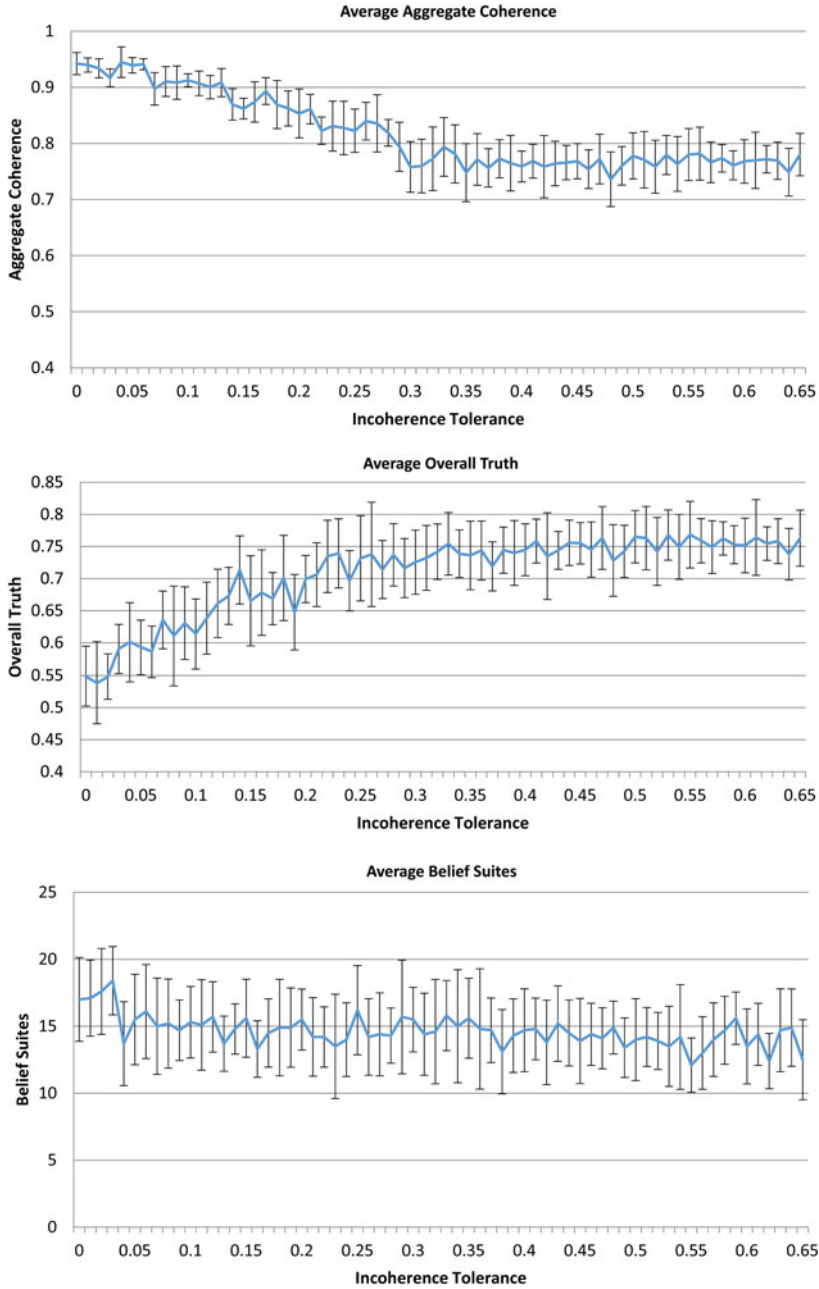 Average Aggregate Coherence
1
0.9
0.8
0.7
0.6
0.5
0.4
Aggregate Coherence
0 0.05 0.1 0.15 0.2 0.25 0.3 0.35 0.4 0.45 0.5 0.55 0.6 0.65
Incoherence Tolerance
Average Overall Truth
0.85
0.8
0.75
0.7
0.65
0.6
0.55
0.5
0.45
0.4
Overall Truth
0 0.05 0.1 0.15 0.2 0.25 0.3 0.35 0.4 0.45 0.5 0.55 0.6 0.65
Incoherence Tolerance
Average Belief Suites
25
20
15
10
5
0
Belief Suites
0 0.05 0.1 0.15 0.2 0.25 0.3 0.35 0.4 0.45 0.5 0.55 0.6 0.65
Incoherence Tolerance